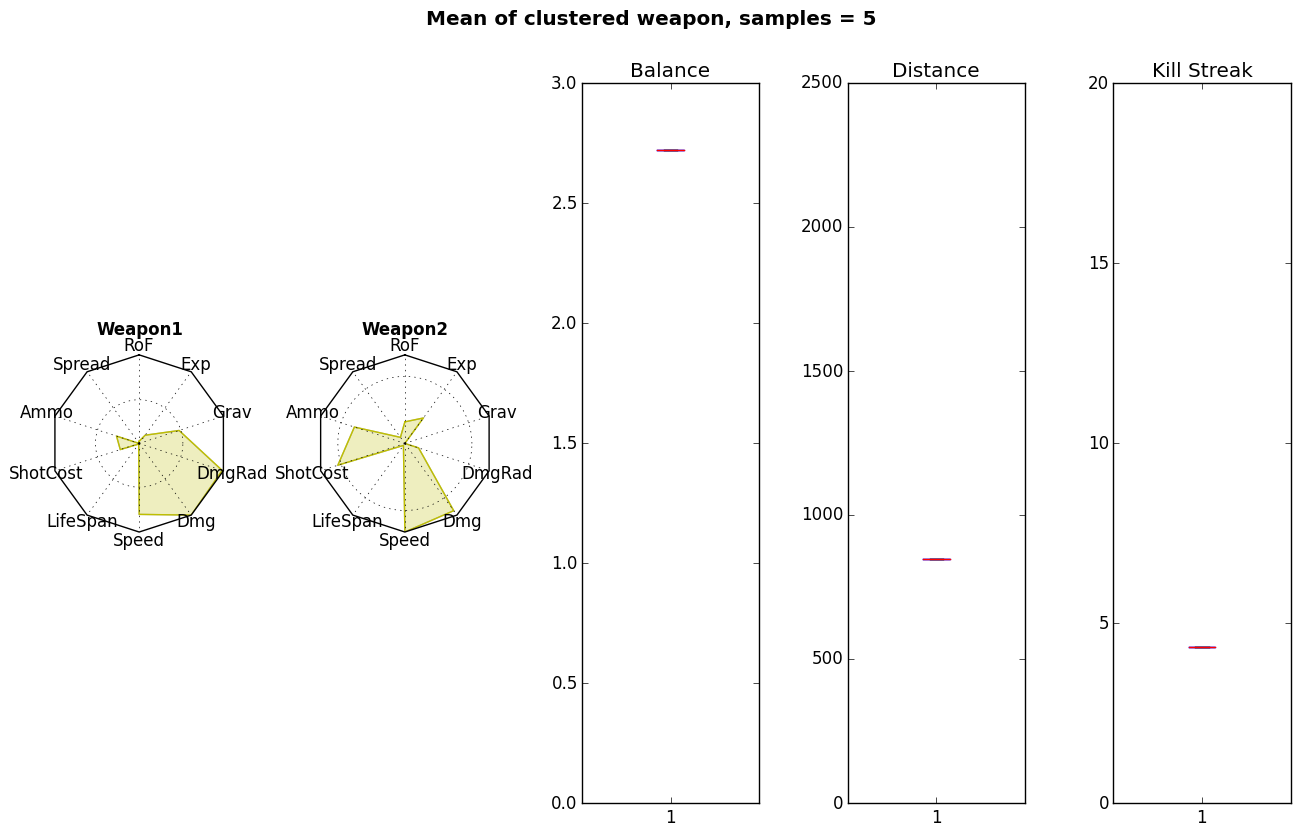 Mean of clustered weapon, samples = 5
Weapon1
RoF
Spread
Exp
Ammo
Grav
ShotCost
DmgRad
LifeSpan
Dmg
Speed
Weapon2
RoF
Spread
Exp
Ammo
Grav
ShotCost
DmgRad
LifeSpan
Dmg
Speed
Balance
3.0
2.5
2.0
1.5
1.0
0.5
0.0
1
Distance
2500
2000
1500
1000
500
0
1
Kill Streak
20
15
10
5
0
1